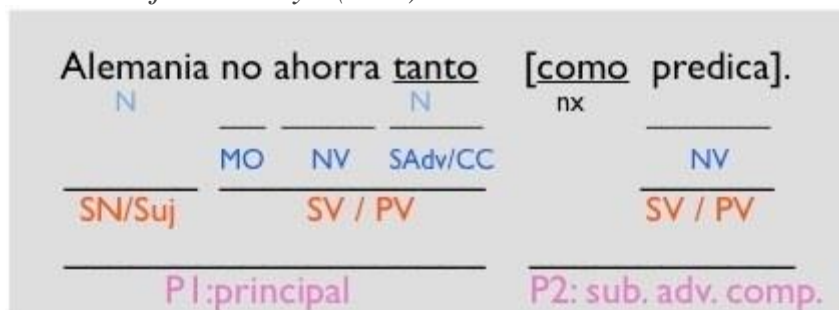 Alemania no ahorra tanto [como predica].
N N nx
MO NV SAdv/CC NV
SN/Suj SV / PV SV / PV
P1:principal P2: sub. adv. comp.